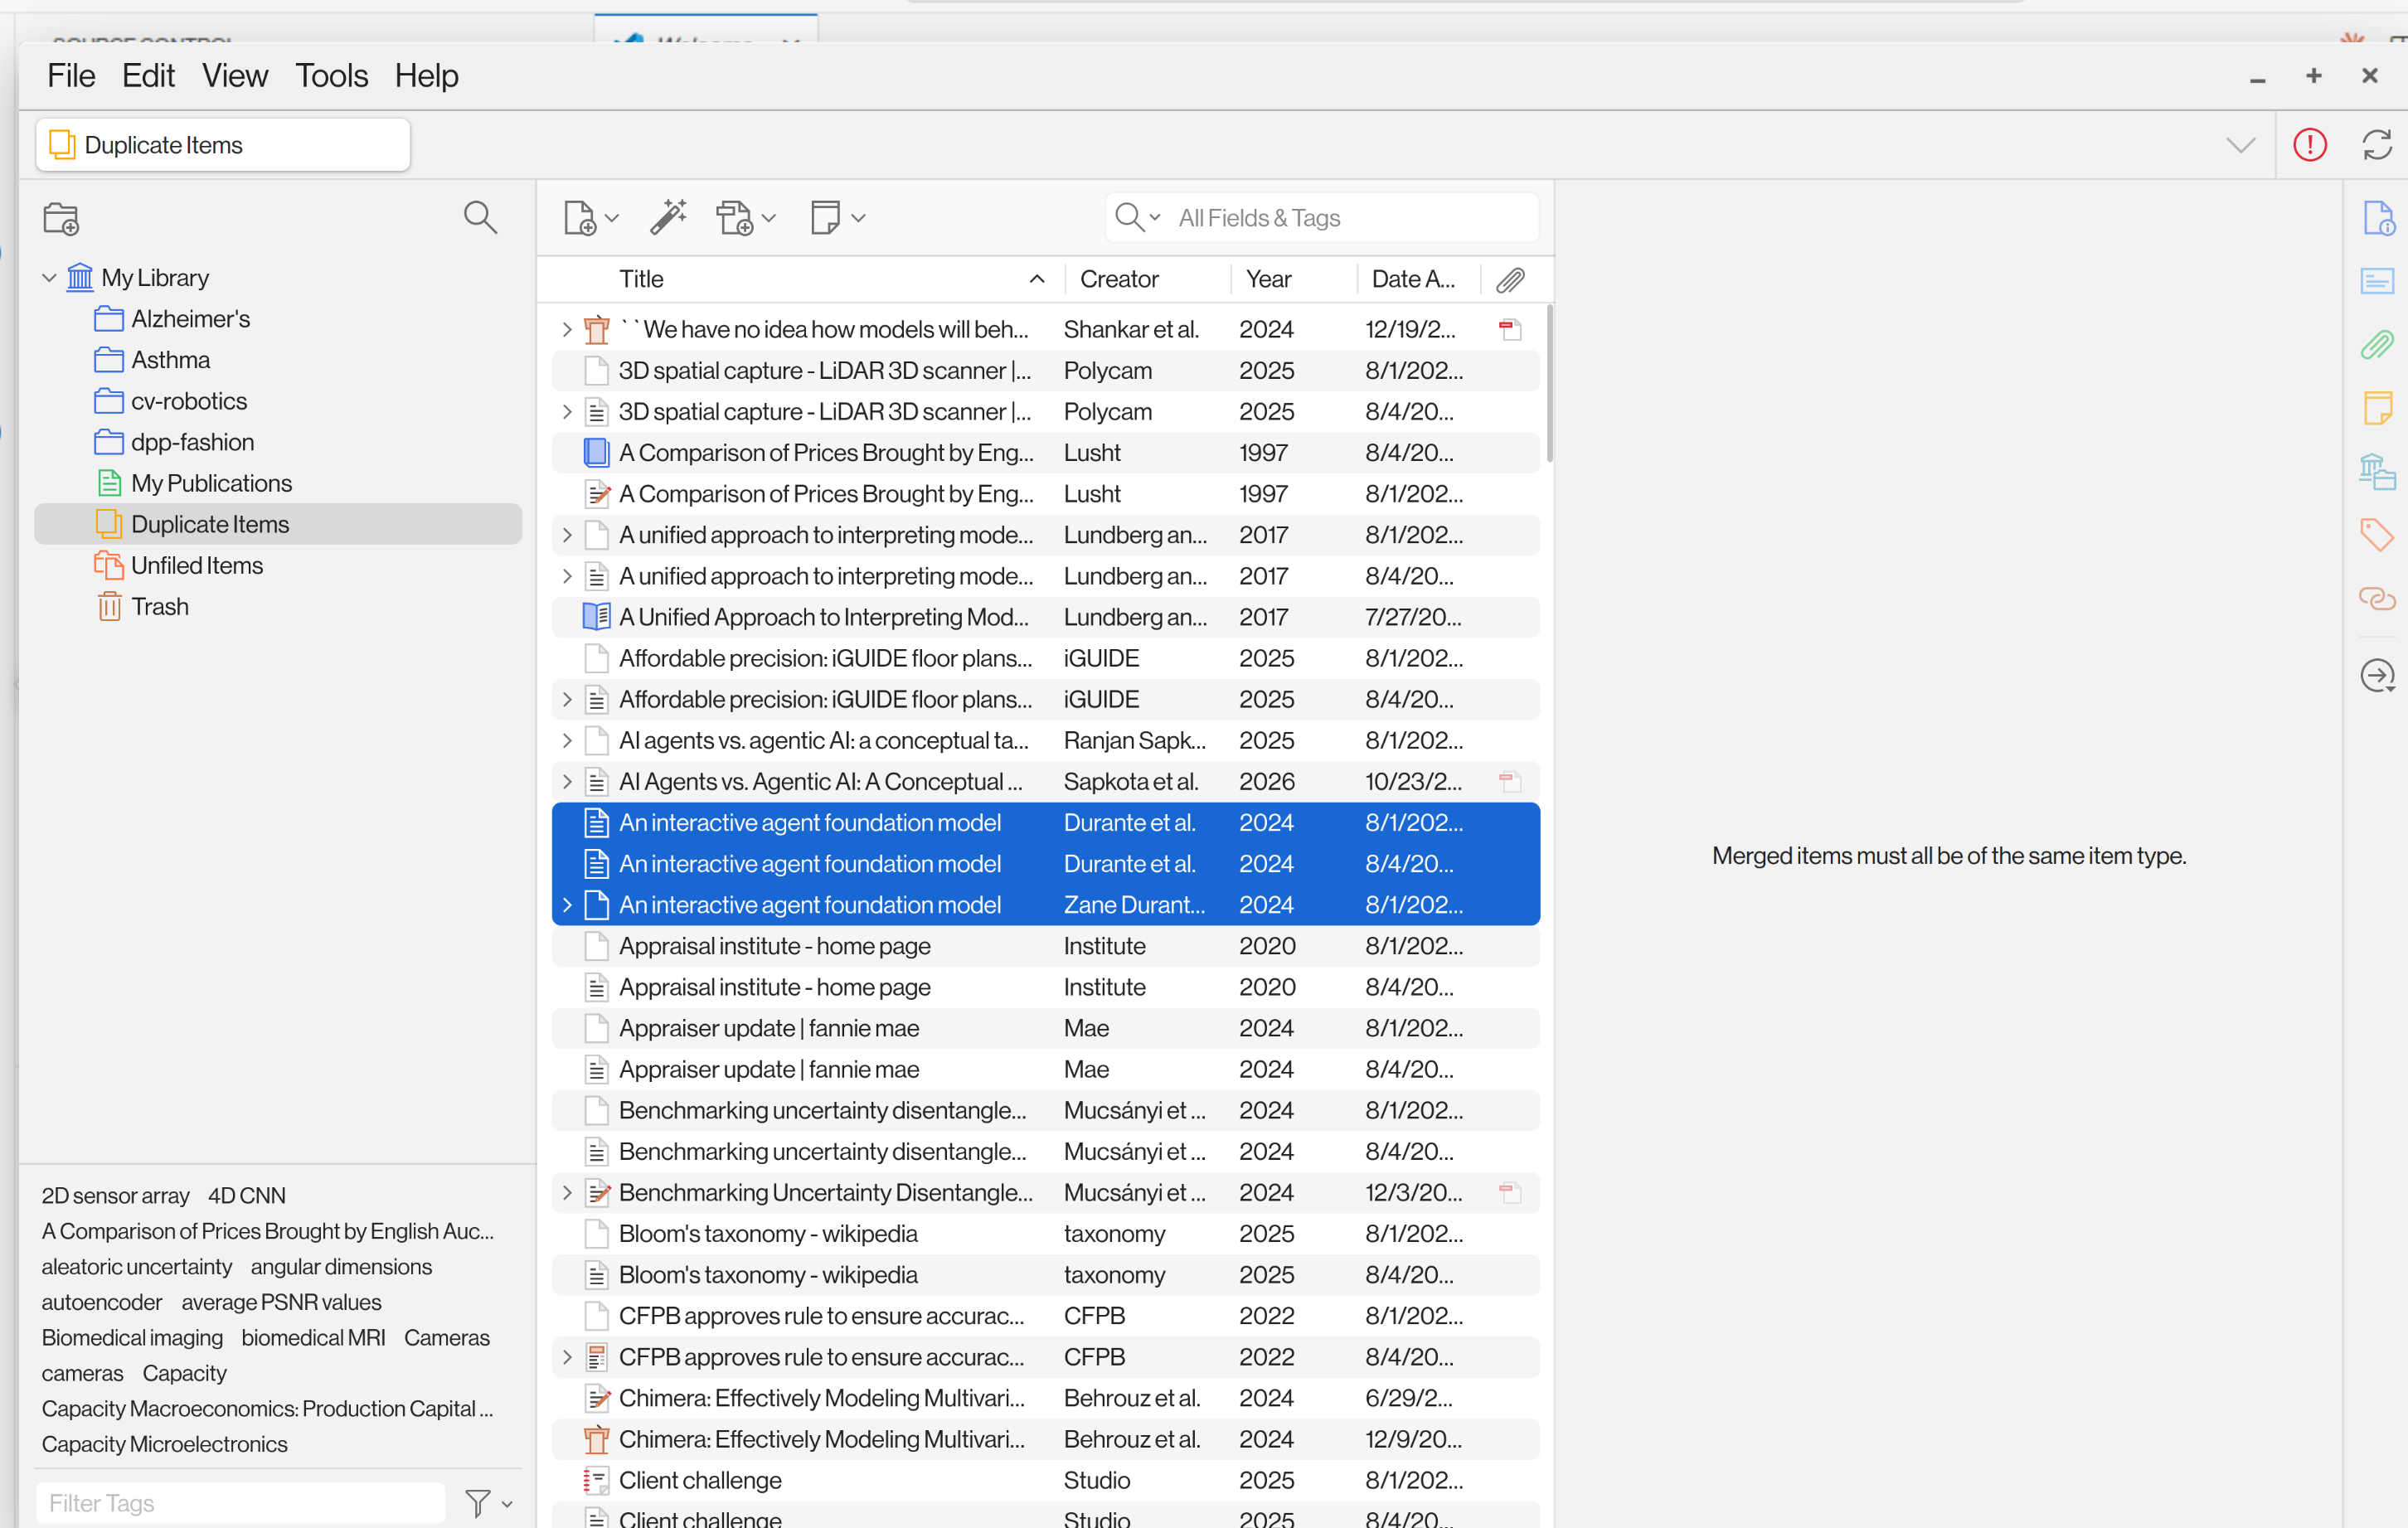 File Edit View Tools Help
Duplicate Items
My Library
Alzheimer's
Asthma
cv-robotics
dpp-fashion
My Publications
Duplicate Items
Unfiled Items
Trash
2D sensor array 4D CNN
A Comparison of Prices Brought by English Auc...
aleatoric uncertainty angular dimensions
autoencoder average PSNR values
Biomedical imaging biomedical MRI Cameras
cameras Capacity
Capacity Macroeconomics: Production Capital ...
Capacity Microelectronics
Filter Tags
All Fields & Tags
Title Creator Year Date A...
``We have no idea how models will beh... Shankar et al. 2024 12/19/2...
3D spatial capture - LiDAR 3D scanner |... Polycam 2025 8/1/202...
3D spatial capture - LiDAR 3D scanner |... Polycam 2025 8/4/20...
A Comparison of Prices Brought by Eng... Lusht 1997 8/4/20...
A Comparison of Prices Brought by Eng... Lusht 1997 8/1/202...
A unified approach to interpreting mode... Lundberg an... 2017 8/1/202...
A unified approach to interpreting mode... Lundberg an... 2017 8/4/20...
A Unified Approach to Interpreting Mod... Lundberg an... 2017 7/27/20...
Affordable precision: iGUIDE floor plans... iGUIDE 2025 8/1/202...
Affordable precision: iGUIDE floor plans... iGUIDE 2025 8/4/20...
AI agents vs. agentic AI: a conceptual ta... Ranjan Sapk... 2025 8/1/202...
AI Agents vs. Agentic AI: A Conceptual ... Sapkota et al. 2026 10/23/2...
An interactive agent foundation model Durante et al. 2024 8/1/202...
An interactive agent foundation model Durante et al. 2024 8/4/20...
An interactive agent foundation model Zane Durant... 2024 8/1/202...
Appraisal institute - home page Institute 2020 8/1/202...
Appraisal institute - home page Institute 2020 8/4/20...
Appraiser update | fannie mae Mae 2024 8/1/202...
Appraiser update | fannie mae Mae 2024 8/4/20...
Benchmarking uncertainty disentangle... Mucsányi et ... 2024 8/1/202...
Benchmarking uncertainty disentangle... Mucsányi et ... 2024 8/4/20...
Benchmarking Uncertainty Disentangle... Mucsányi et ... 2024 12/3/20...
Bloom's taxonomy - wikipedia taxonomy 2025 8/1/202...
Bloom's taxonomy - wikipedia taxonomy 2025 8/4/20...
CFPB approves rule to ensure accurac... CFPB 2022 8/1/202...
CFPB approves rule to ensure accurac... CFPB 2022 8/4/20...
Chimera: Effectively Modeling Multivari... Behrouz et al. 2024 6/29/2...
Chimera: Effectively Modeling Multivari... Behrouz et al. 2024 12/9/20...
Client challenge Studio 2025 8/1/202...
Client challenge Studio 2025 8/4/20...
Merged items must all be of the same item type.